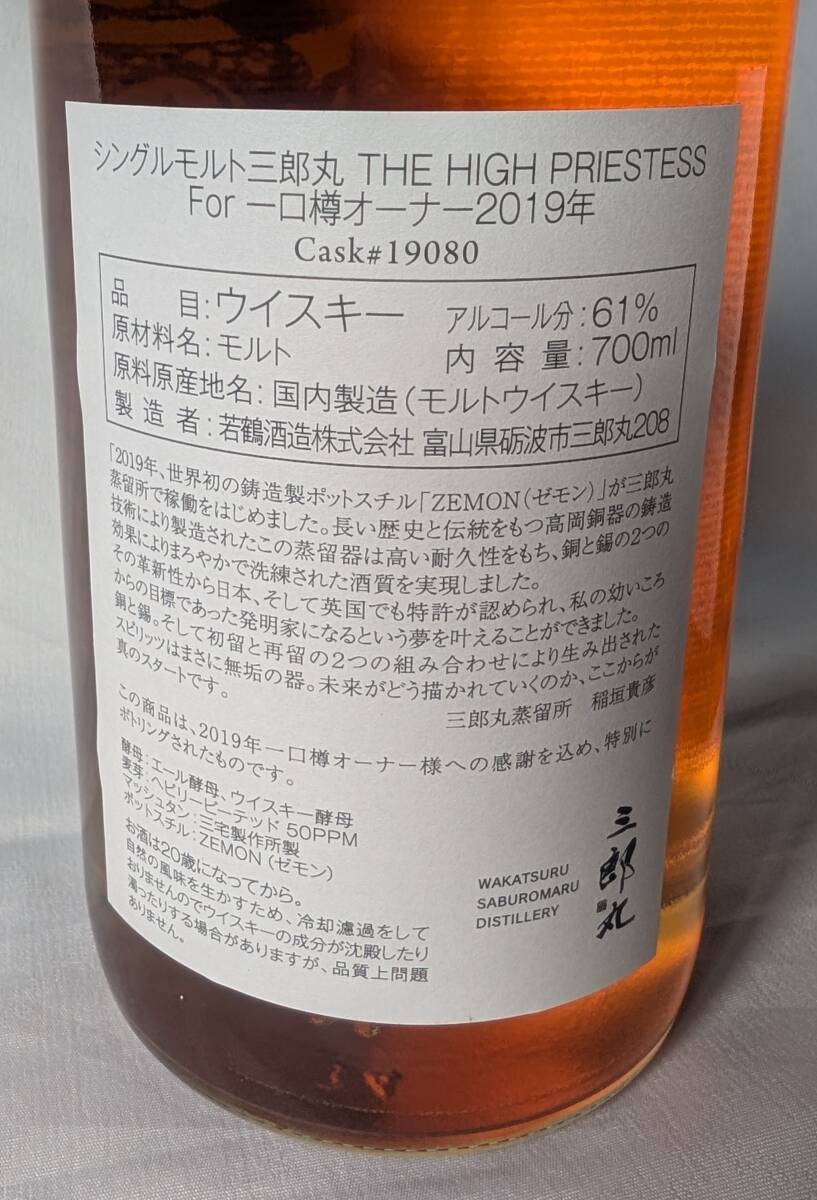 シングルモルト三郎丸 THE HIGH PRIESTESS
For 一口樽オーナー2019年
Cask#19080
品目:ウイスキー アルコール分:61%
原材料名:モルト 内容量:700ml
原料原産地名:国内製造(モルトウイスキー)
製造者:若鶴酒造株式会社 富山県砺波市三郎丸208
「2019年、世界初の鋳造製ポットスチル「ZEMON(ゼモン)」が三郎丸
蒸留所で稼働をはじめました。長い歴史と伝統をもつ高岡銅器の鋳造
技術により製造されたこの蒸留器は高い耐久性をもち、銅と錫の2つの
効果によりまろやかで洗練された酒質を実現しました。
その革新性から日本、そして英国でも特許が認められ、私の幼いころ
からの目標であった発明家になるという夢を叶えることができました。
銅と錫。そして初留と再留の2つの組み合わせにより生み出された
スピリッツはまさに無垢の器。未来がどう描かれていくのか、ここからが
真のスタートです。
三郎丸蒸留所 稲垣貴彦
この商品は、2019年一口樽オーナー様への感謝を込め、特別に
ボトリングされたものです。
酵母:エール酵母、ウイスキー酵母
麦芽:ヘビリーピーテッド 50PPM
マッシュタン:三宅製作所製
ポットスチル:ZEMON(ゼモン)
お酒は20歳になってから。
自然の風味を生かすため、冷却濾過をして
おりませんのでウイスキーの成分が沈殿したり
濁ったりする場合がありますが、品質上問題
ありません。
WAKATSURU
SABUROMARU
DISTILLERY
三郎丸